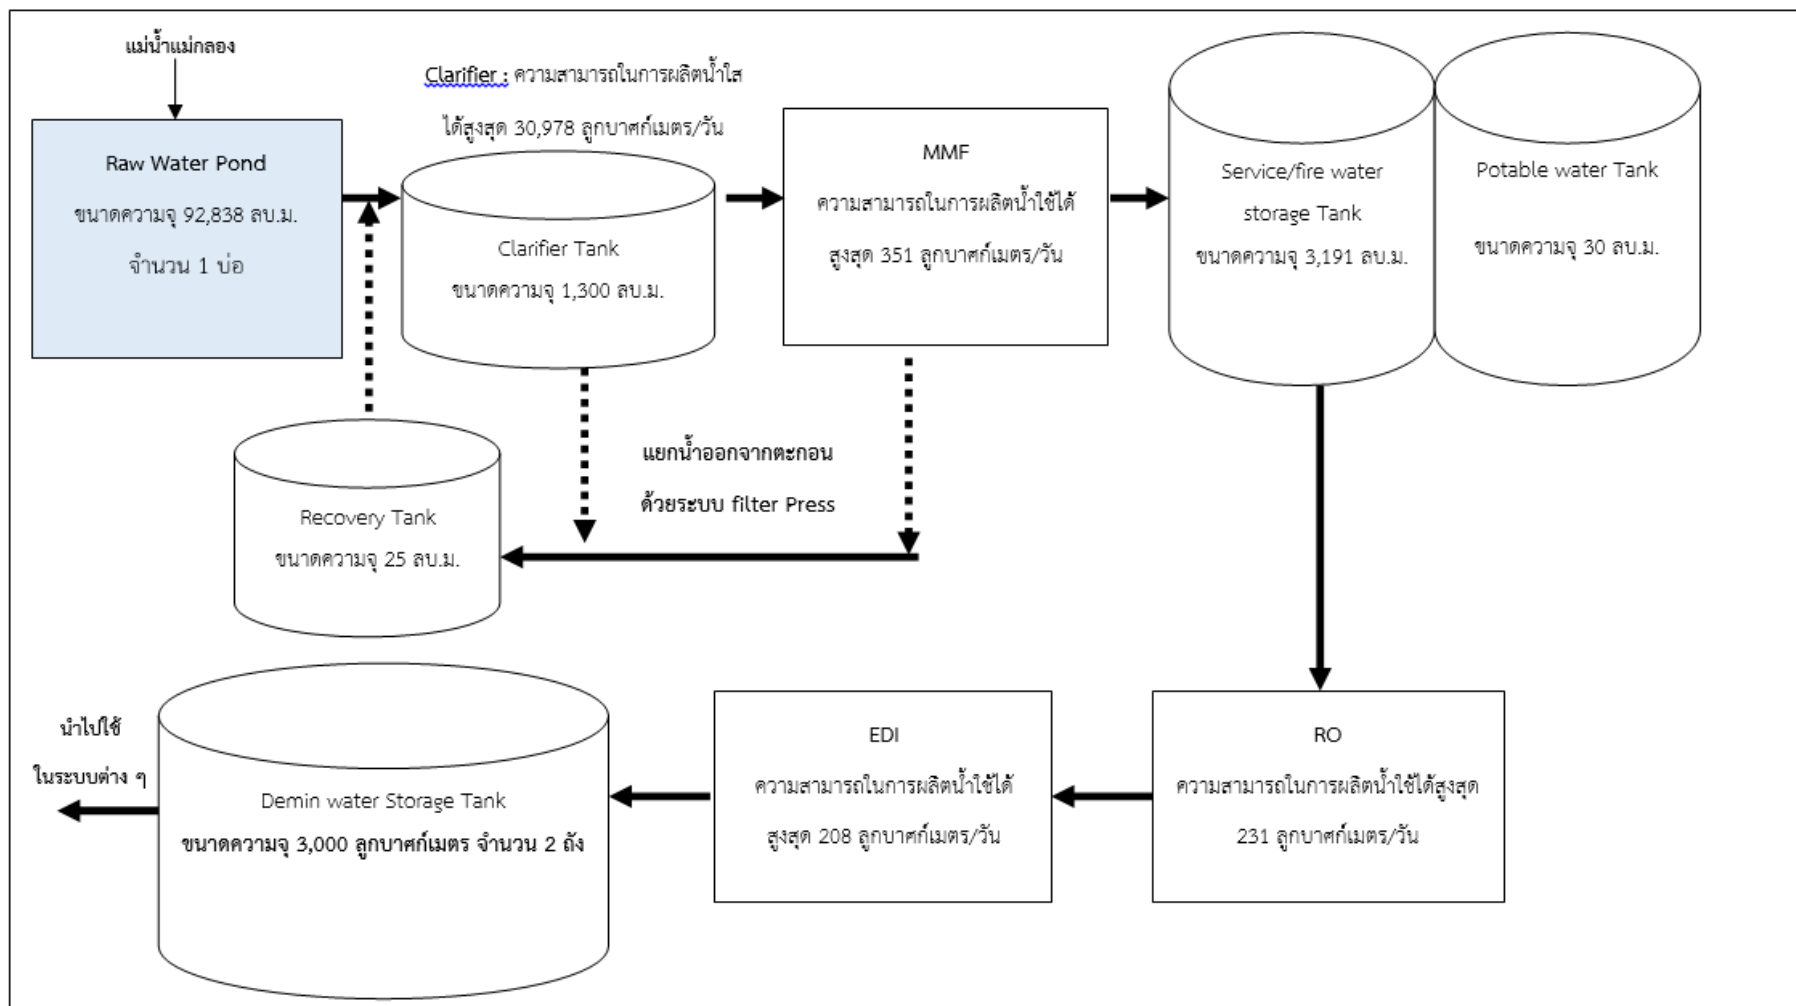 แม่น้ำแม่กลอง
Raw Water Pond
ขนาดความจุ 92,838 ลบ.ม.
จำนวน 1 บ่อ
Clarifier : ความสามารถในการผลิตน้ำใส
ได้สูงสุด 30,978 ลูกบาศก์เมตร/วัน
Clarifier Tank
ขนาดความจุ 1,300 ลบ.ม.
MMF
ความสามารถในการผลิตน้ำใช้ได้
สูงสุด 351 ลูกบาศก์เมตร/วัน
Service/fire water
storage Tank
ขนาดความจุ 3,191 ลบ.ม.
Potable water Tank
ขนาดความจุ 30 ลบ.ม.
Recovery Tank
ขนาดความจุ 25 ลบ.ม.
แยกน้ำออกจากตะกอน
ด้วยระบบ filter Press
นำไปใช้
ในระบบต่าง ๆ
Demin water Storage Tank
ขนาดความจุ 3,000 ลูกบาศก์เมตร จำนวน 2 ถัง
EDI
ความสามารถในการผลิตน้ำใช้ได้
สูงสุด 208 ลูกบาศก์เมตร/วัน
RO
ความสามารถในการผลิตน้ำใช้ได้สูงสุด
231 ลูกบาศก์เมตร/วัน